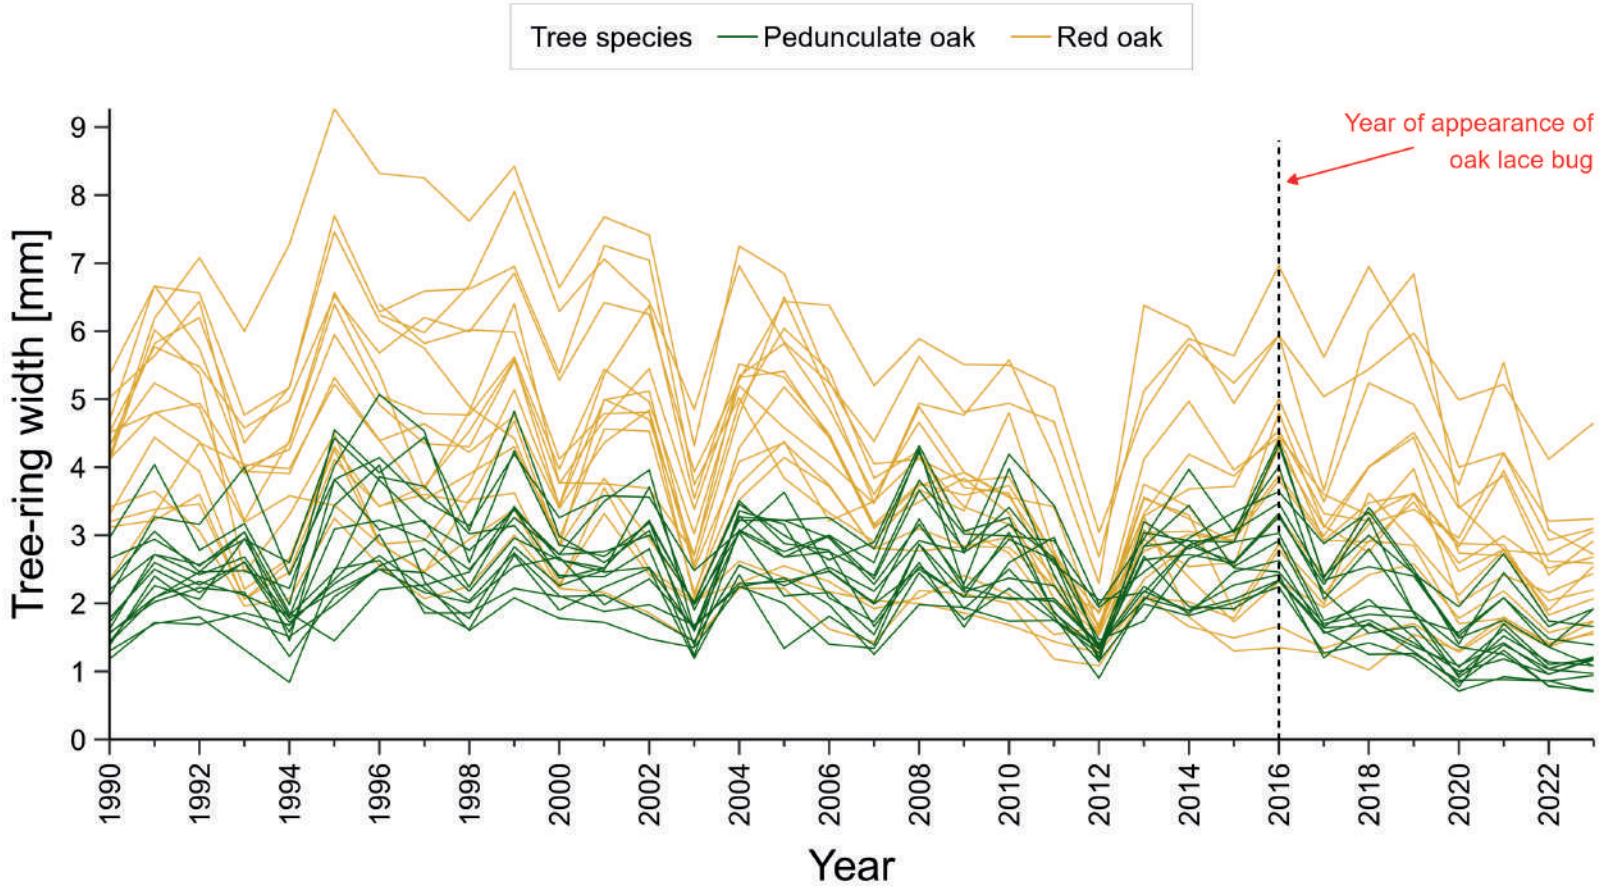 Tree species Pedunculate oak Red oak
Year of appearance of
oak lace bug
Tree-ring width [mm]
9
8
7
6
5
4
3
2
1
0
1990 1992 1994 1996 1998 2000 2002 2004 2006 2008 2010 2012 2014 2016 2018 2020 2022
Year